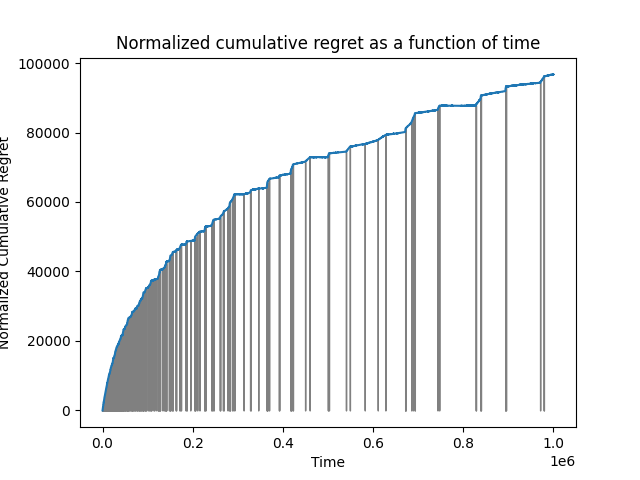 Normalized cumulative regret as a function of time
Normalized Cumulative Regret
100000
80000
60000
40000
20000
0
0.0 0.2 0.4 0.6 0.8 1.0
1e6
Time